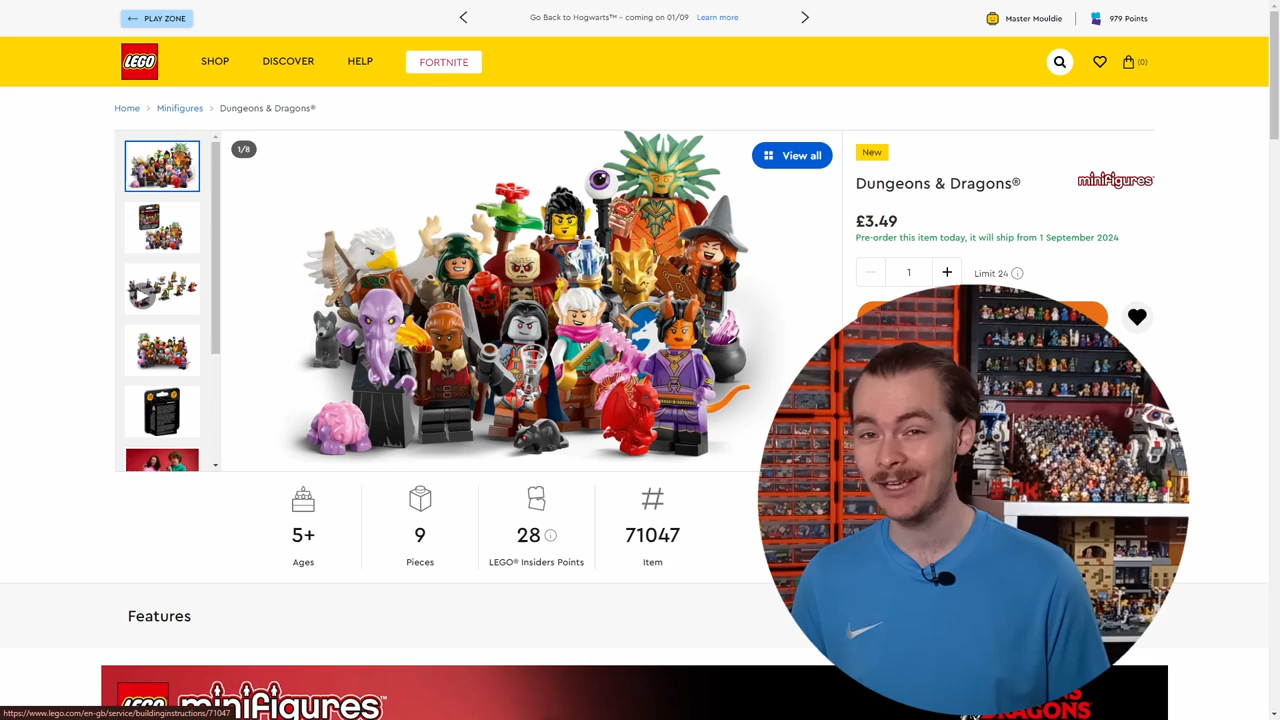 PLAY ZONE
Go Back to Hogwarts™ - coming on 01/09 Learn more
Master Mouldie
979 Points
LEGO
SHOP
DISCOVER
HELP
FORTNITE
(0)
Home > Minifigures > Dungeons & Dragons®
1/8
View all
New
Dungeons & Dragons®
minifigures
£3.49
Pre-order this item today, it will ship from 1 September 2024
1
Limit 24
5+
Ages
9
Pieces
28
LEGO® Insiders Points
#
71047
Item
Features
LEGO
minifigures
DRAGONS
https://www.lego.com/en-gb/service/buildinginstructions/71047